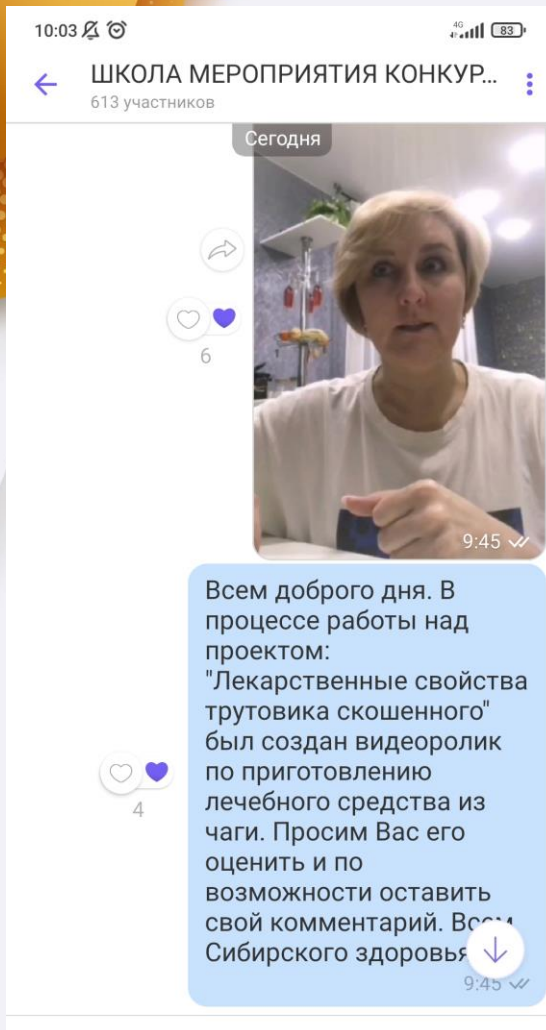 10:03
4G
83
ШКОЛА МЕРОПРИЯТИЯ КОНКУР...
613 участников
Сегодня
6
9:45
Всем доброго дня. В
процессе работы над
проектом:
"Лекарственные свойства
трутовика скошенного"
был создан видеоролик
по приготовлению
лечебного средства из
чаги. Просим Вас его
оценить и по
возможности оставить
свой комментарий. Всем
Сибирского здоровья
4
9:45